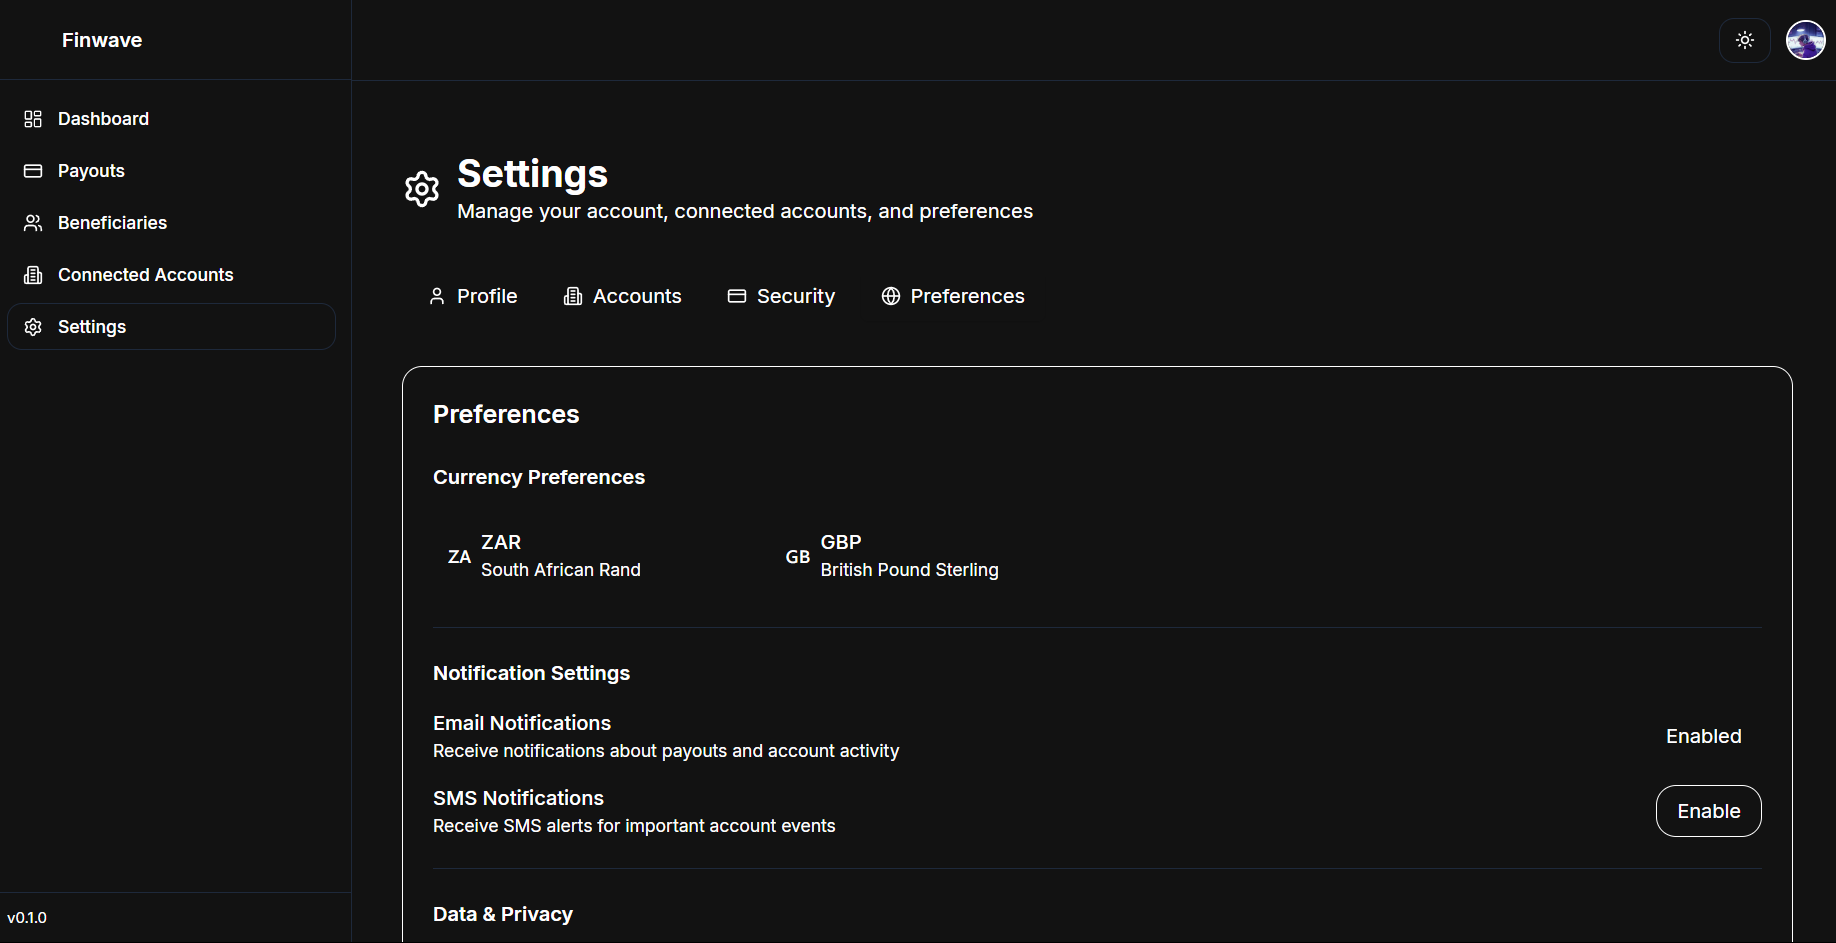 Finwave
Dashboard
Payouts
Beneficiaries
Connected Accounts
Settings
v0.1.0
Settings
Manage your account, connected accounts, and preferences
Profile Accounts Security Preferences
Preferences
Currency Preferences
ZA ZAR
South African Rand
GB GBP
British Pound Sterling
Notification Settings
Email Notifications
Receive notifications about payouts and account activity
Enabled
SMS Notifications
Receive SMS alerts for important account events
Enable
Data & Privacy